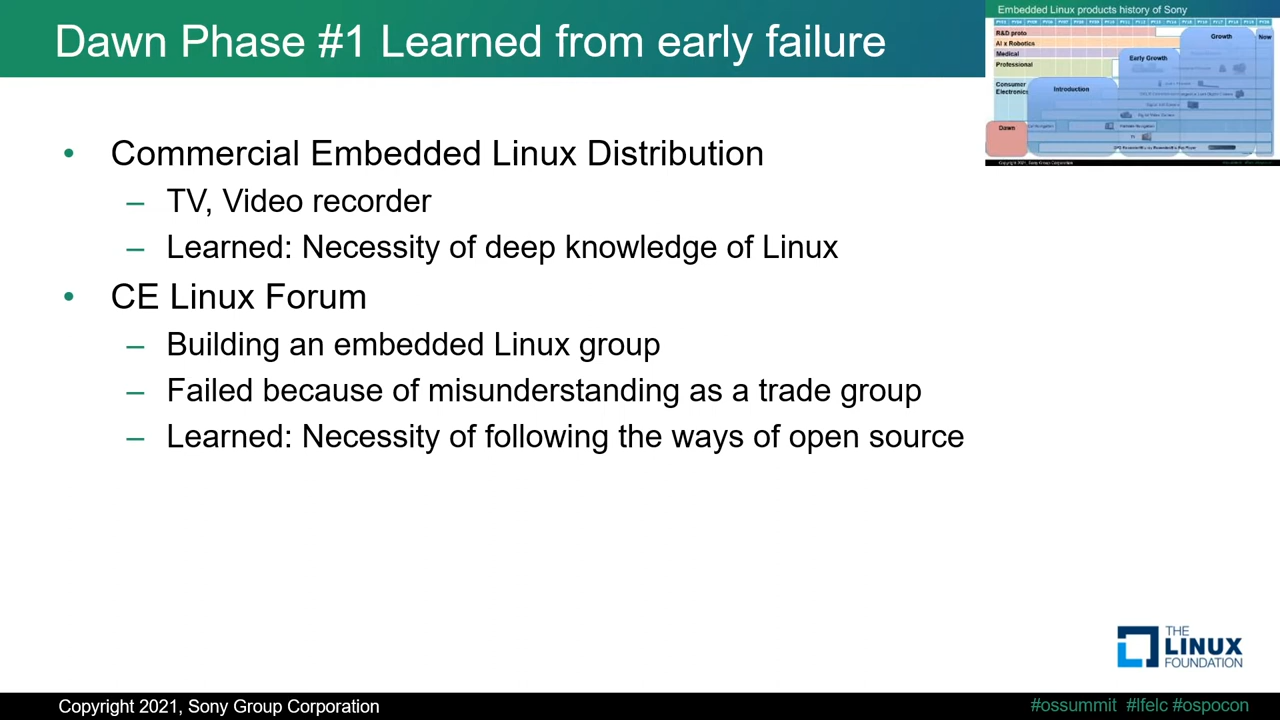 Dawn Phase #1 Learned from early failure
Embedded Linux products history of Sony
R&D proto
AI x Robotics
Medical
Professional
Consumer
Electronics
Dawn
Introduction
Early Growth
Growth
Now
• Commercial Embedded Linux Distribution
– TV, Video recorder
– Learned: Necessity of deep knowledge of Linux
• CE Linux Forum
– Building an embedded Linux group
– Failed because of misunderstanding as a trade group
– Learned: Necessity of following the ways of open source
THE
LINUX
FOUNDATION
Copyright 2021, Sony Group Corporation
#ossummit #lfelc #ospocon